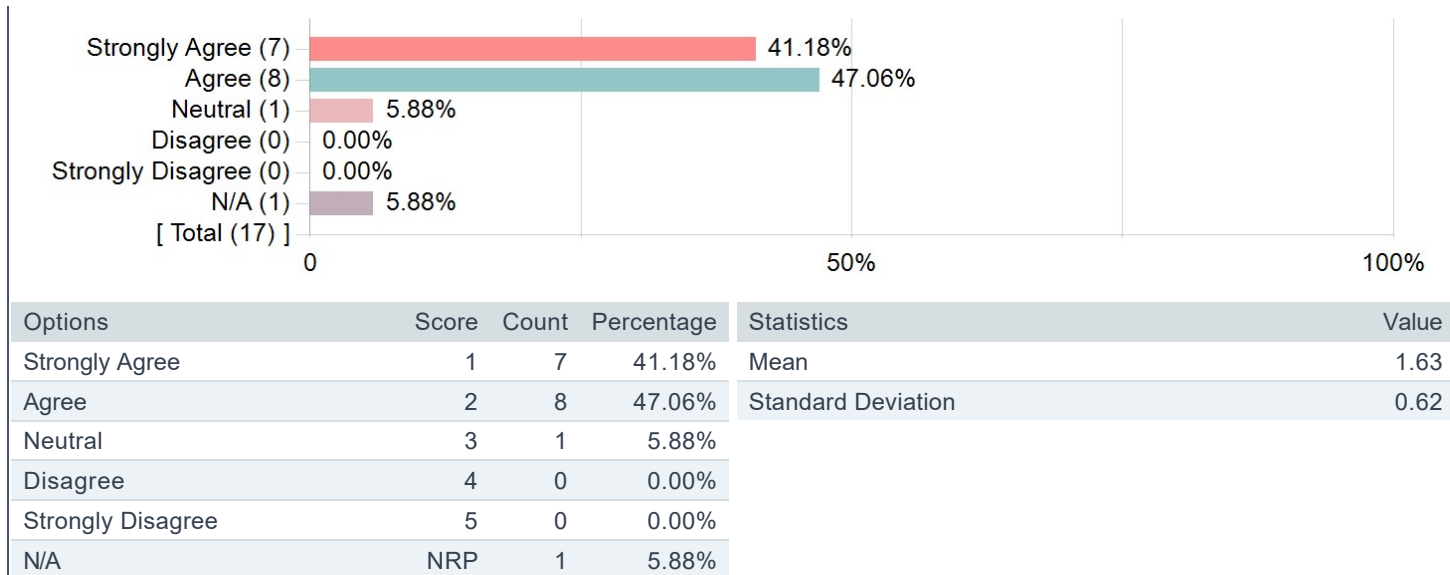 Strongly Agree (7) 41.18%
Agree (8) 47.06%
Neutral (1) 5.88%
Disagree (0) 0.00%
Strongly Disagree (0) 0.00%
N/A (1) 5.88%
[ Total (17) ]
0 50% 100%
Options Score Count Percentage
Strongly Agree 1 7 41.18%
Agree 2 8 47.06%
Neutral 3 1 5.88%
Disagree 4 0 0.00%
Strongly Disagree 5 0 0.00%
N/A NRP 1 5.88%
Statistics Value
Mean 1.63
Standard Deviation 0.62